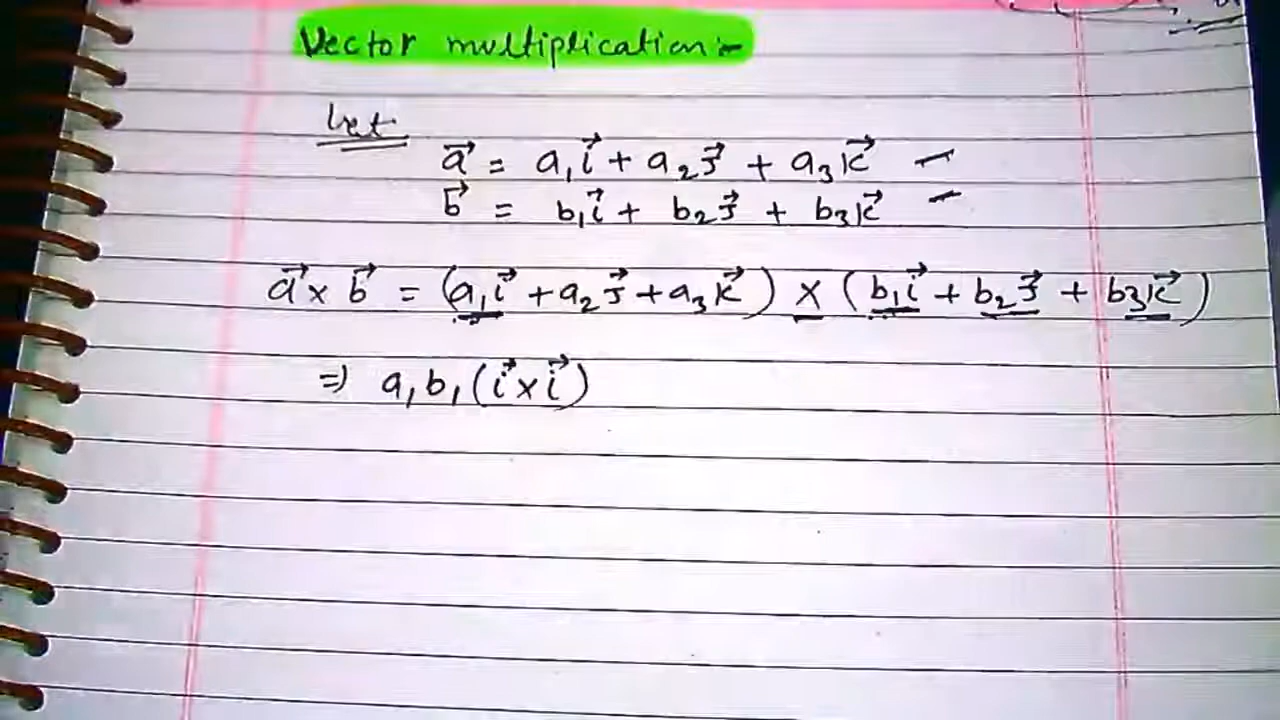 Vector multiplication:-
Let
a⃗ = a₁i⃗ + a₂j⃗ + a₃k⃗
b⃗ = b₁i⃗ + b₂j⃗ + b₃k⃗
a⃗ × b⃗ = (a₁i⃗ + a₂j⃗ + a₃k⃗) × (b₁i⃗ + b₂j⃗ + b₃k⃗)
⇒ a₁b₁(i⃗ × i⃗)